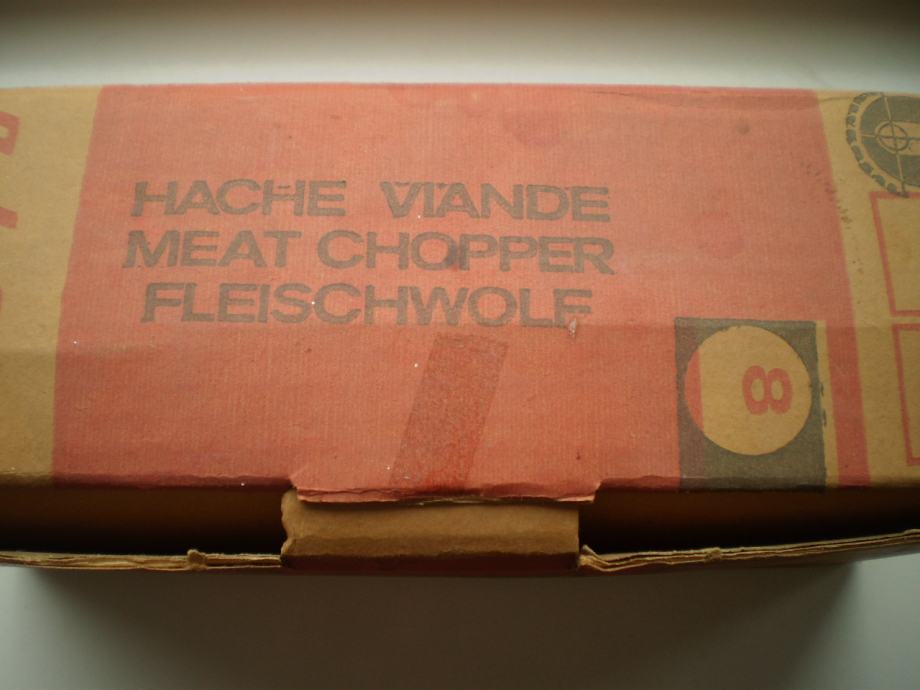 HACHE VIANDE
MEAT CHOPPER
FLEISCHWOLF
8